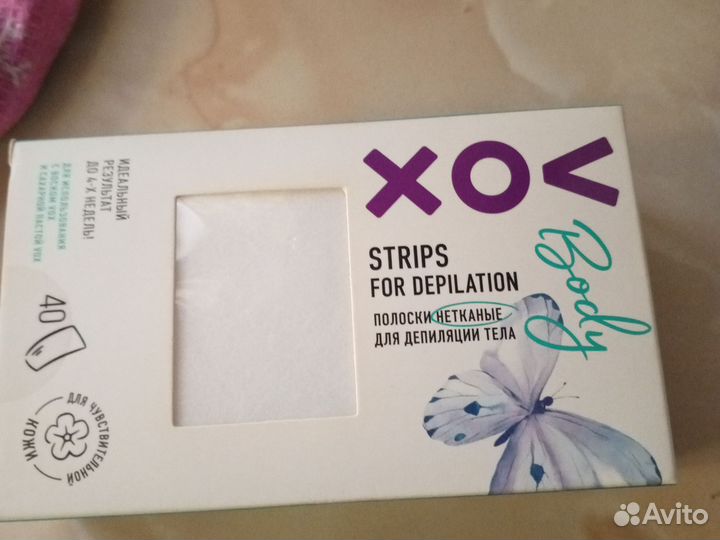 VOX
Body
STRIPS
FOR DEPILATION
ПОЛОСКИ НЕТКАНЫЕ
ДЛЯ ДЕПИЛЯЦИИ ТЕЛА
ИДЕАЛЬНЫЙ
РЕЗУЛЬТАТ
ДО 4-Х НЕДЕЛЬ!
ДЛЯ ИСПОЛЬЗОВАНИЯ
С ВОСКОМ VOX
И САХАРНОЙ ПАСТОЙ VOX
40
ДЛЯ ЧУВСТВИТЕЛЬНОЙ
КОЖИ
Avito